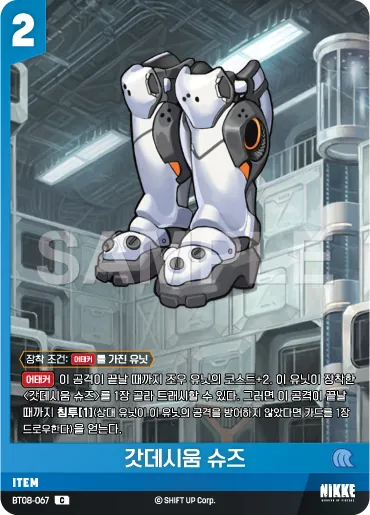 2
SAMPLE
장착 조건: 어태커 를 가진 유닛
어태커 이 공격이 끝날 때까지 조우 유닛의 코스트+2. 이 유닛이 장착한
<갓데시움 슈즈>를 1장 골라 트래시할 수 있다. 그러면 이 공격이 끝날
때까지 침투[1](상대 유닛이 이 유닛의 공격을 방어하지 않았다면 카드를 1장
드로우한다)을 얻는다.
갓데시움 슈즈
ITEM
BT08-067 C
© SHIFT UP Corp.
NIKKE